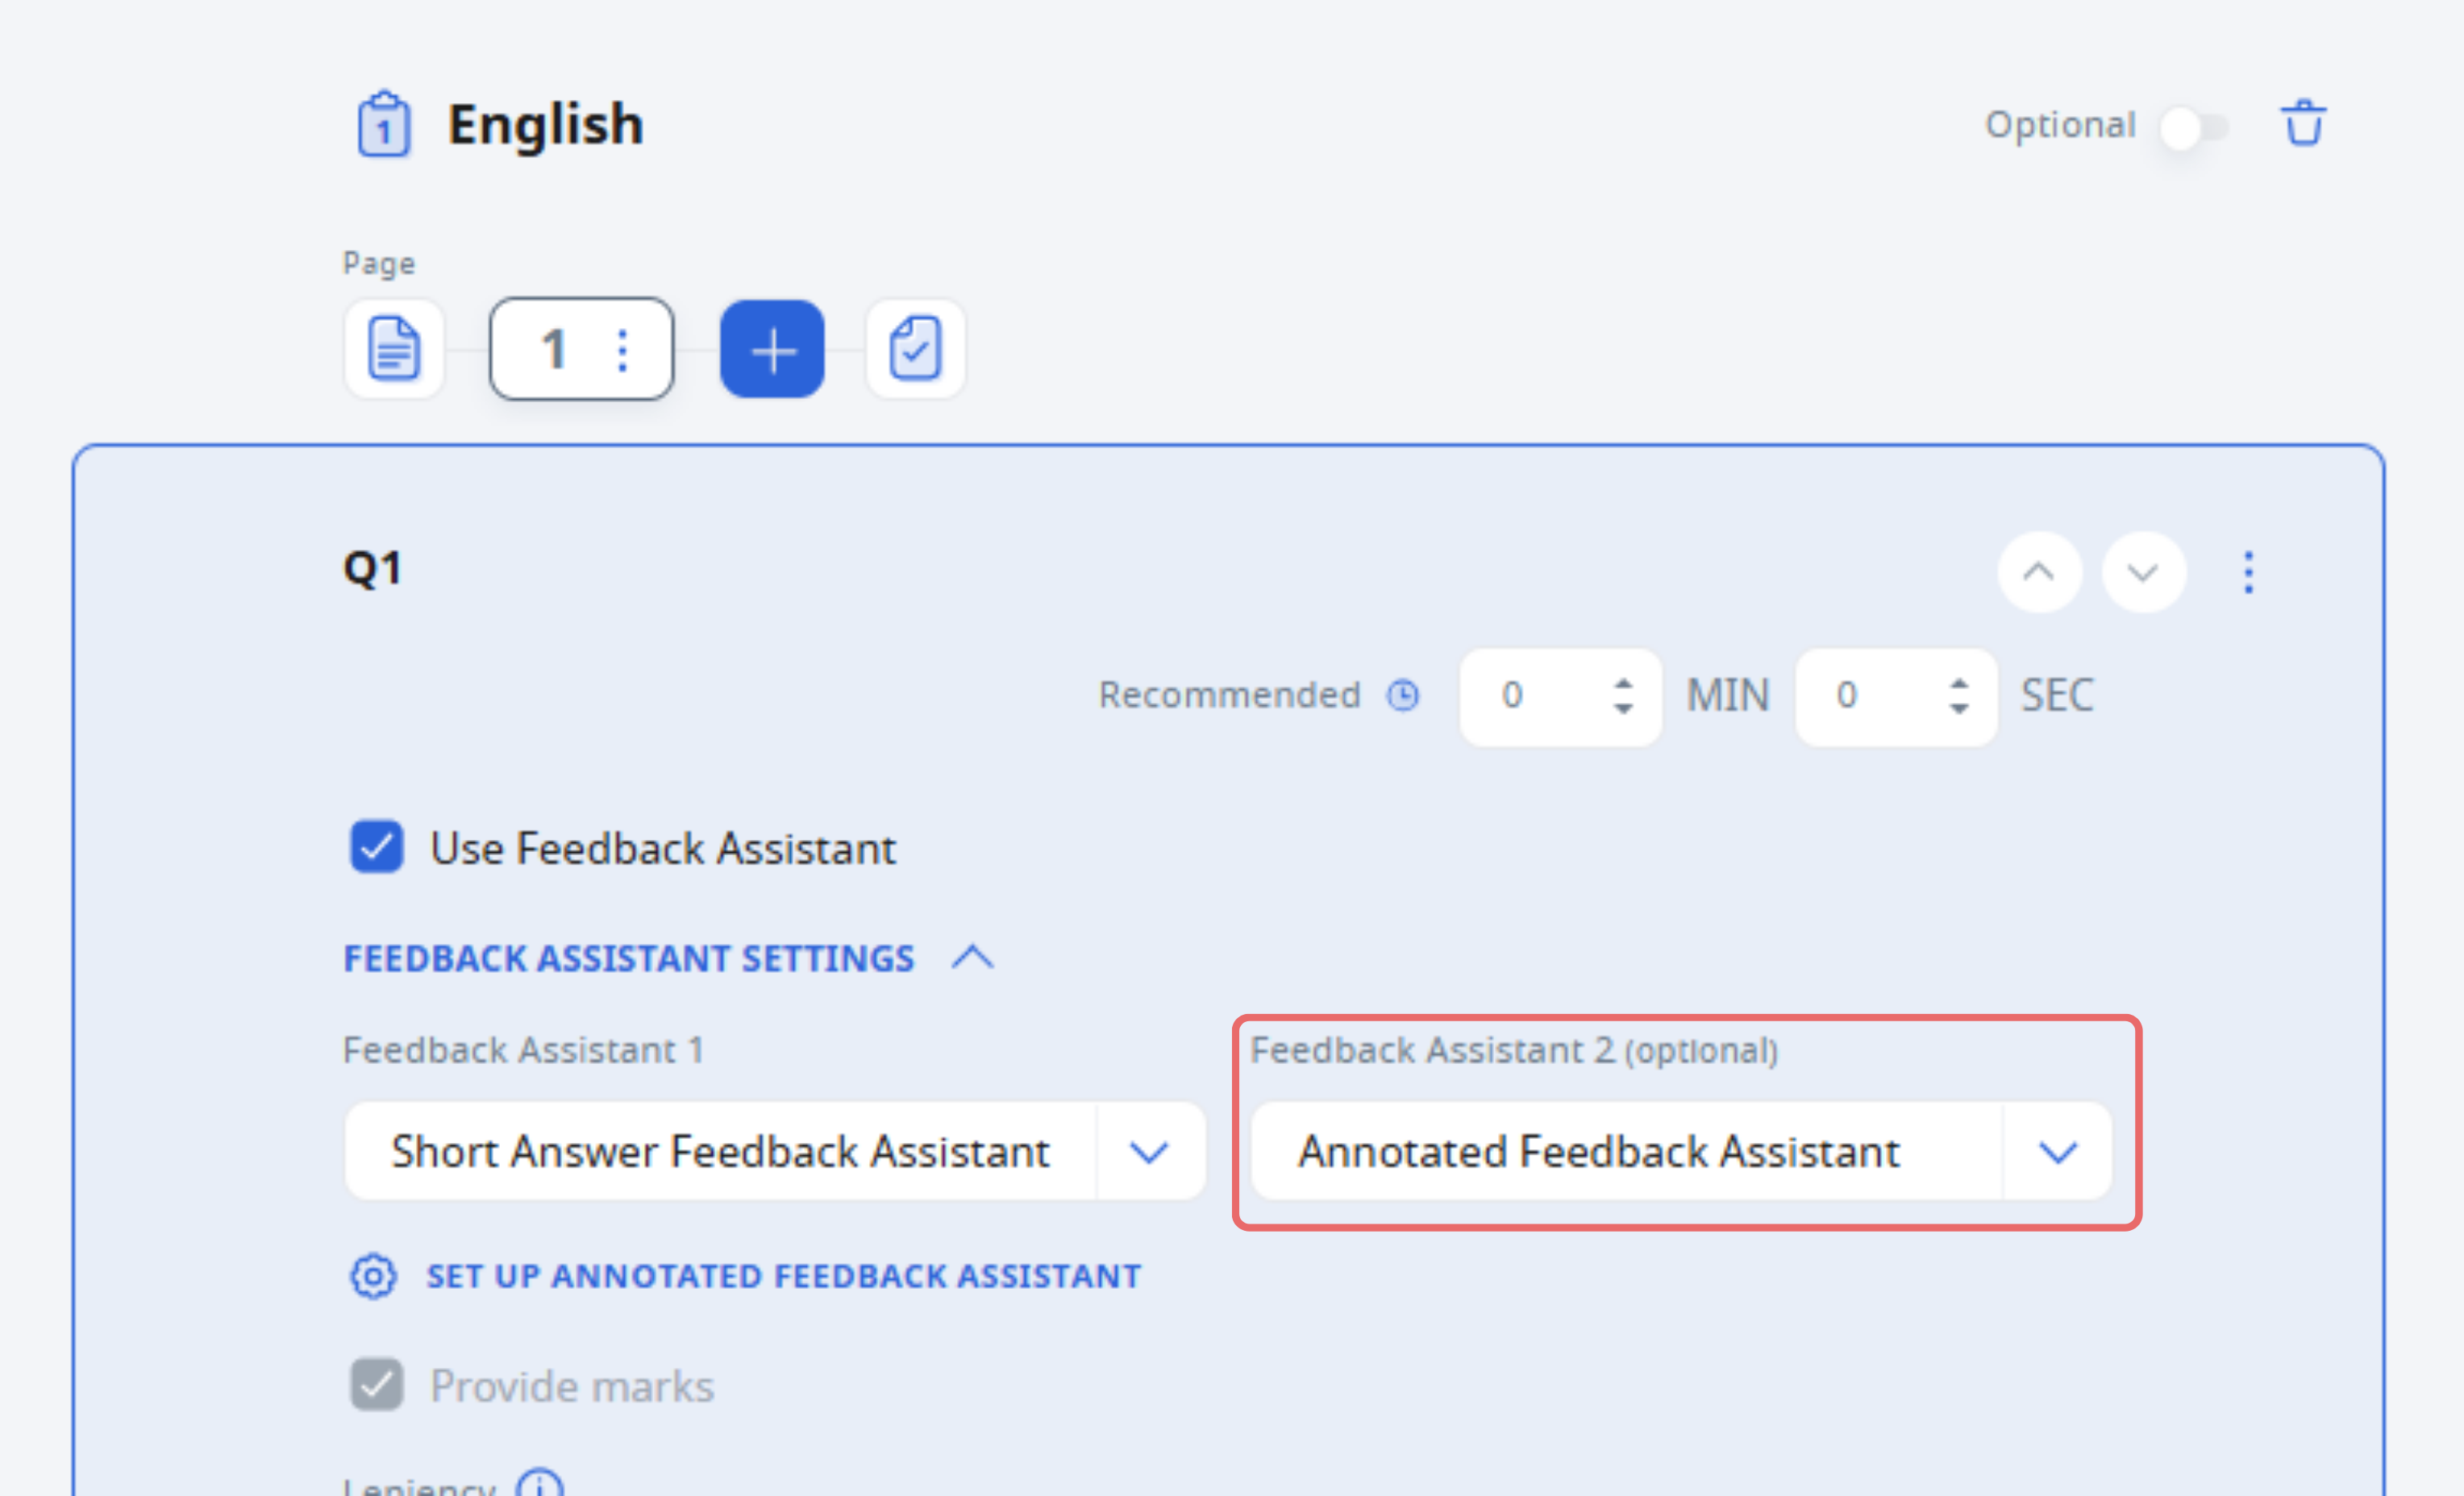 1 English
Optional
Page
1
Q1
Recommended 0 MIN 0 SEC
Use Feedback Assistant
FEEDBACK ASSISTANT SETTINGS
Feedback Assistant 1
Feedback Assistant 2 (optional)
Short Answer Feedback Assistant
Annotated Feedback Assistant
SET UP ANNOTATED FEEDBACK ASSISTANT
Provide marks
Leniency